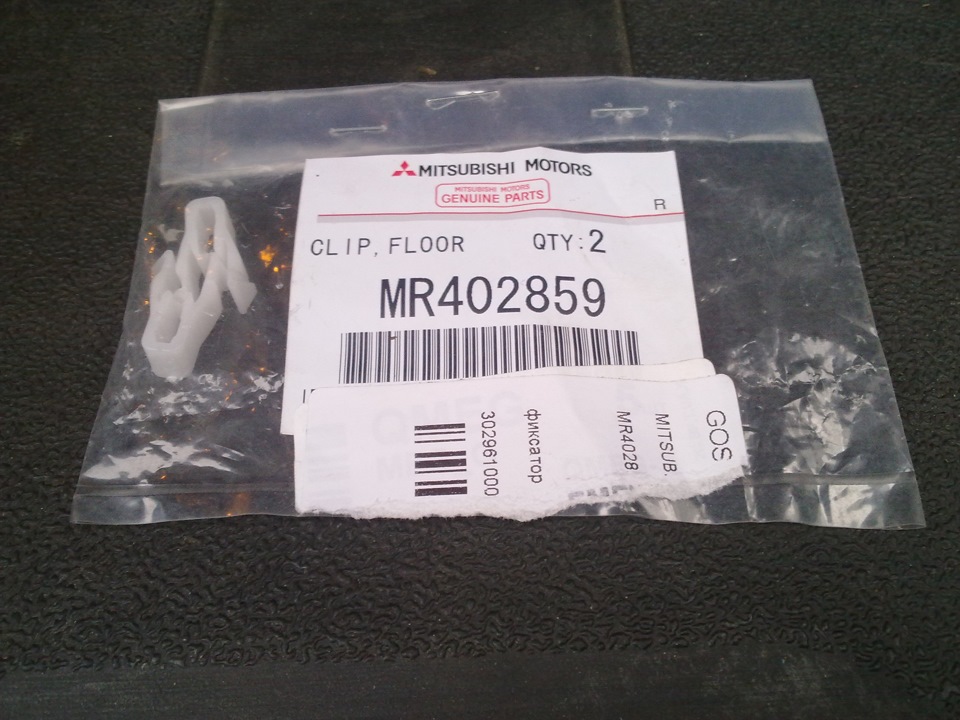 MITSUBISHI MOTORS
MITSUBISHI MOTORS
GENUINE PARTS
R
CLIP, FLOOR QTY: 2
MR402859
GOS
MITSUB.
MR4028
фиксатор
302961000